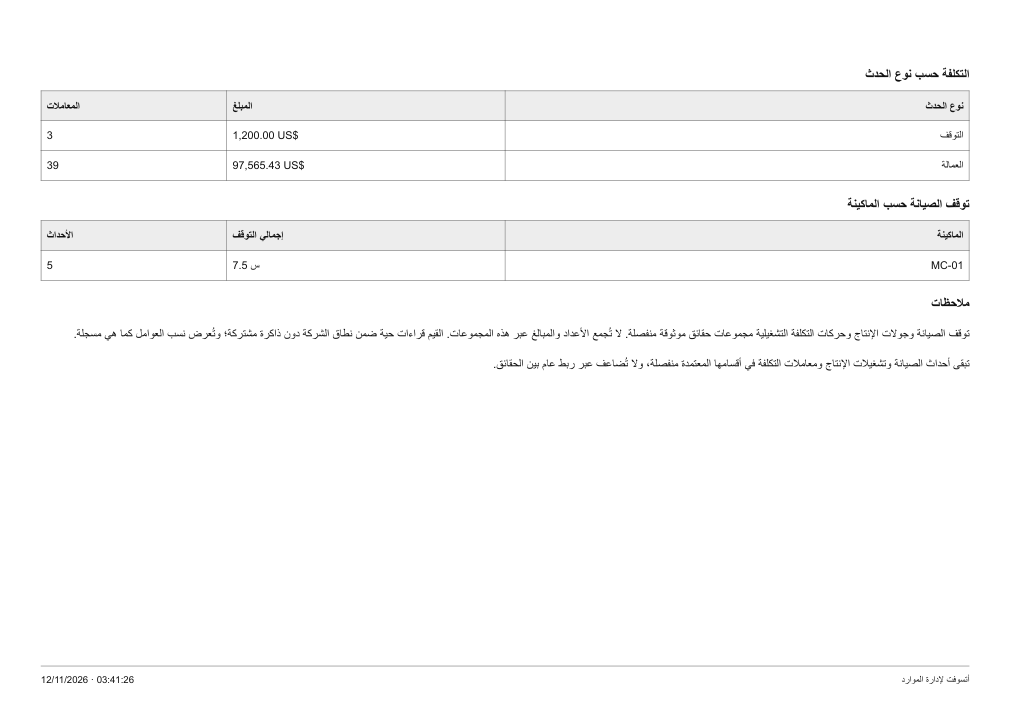 التكلفة حسب نوع الحدث
نوع الحدث المبلغ المعاملات
التوقف 1,200.00 US$ 3
العمالة 97,565.43 US$ 39
توقف الصيانة حسب الماكينة
الماكينة إجمالي التوقف الأحداث
MC-01 7.5 س 5
ملاحظات
توقف الصيانة وجولات الإنتاج وحركات التكلفة التشغيلية مجموعات حقائق موثوقة منفصلة. لا تُجمع الأعداد والمبالغ عبر هذه المجموعات. القيم قراءات حية ضمن نطاق الشركة دون ذاكرة مشتركة؛ وتُعرض نسب العوامل كما هي مسجلة.
تبقى أحداث الصيانة وتشغيلات الإنتاج ومعاملات التكلفة في أقسامها المعتمدة منفصلة، ولا تُضاعف عبر ربط عام بين الحقائق.
أتسوفت لإدارة الموارد 12/11/2026 · 03:41:26